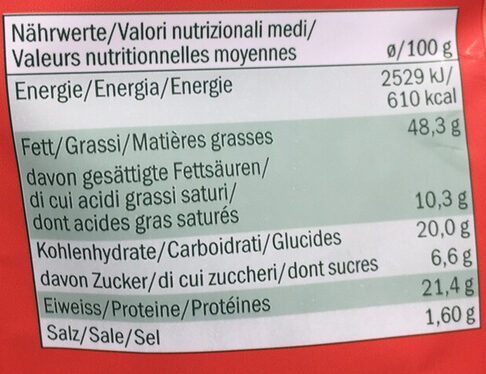 Nährwerte/Valori nutrizionali medi/
Valeurs nutritionnelles moyennes ø/100 g
Energie/Energia/Energie 2529 kJ/
610 kcal
Fett/Grassi/Matières grasses 48,3 g
davon gesättigte Fettsäuren/
di cui acidi grassi saturi/
dont acides gras saturés 10,3 g
Kohlenhydrate/Carboidrati/Glucides 20,0 g
davon Zucker/di cui zuccheri/dont sucres 6,6 g
Eiweiss/Proteine/Protéines 21,4 g
Salz/Sale/Sel 1,60 g